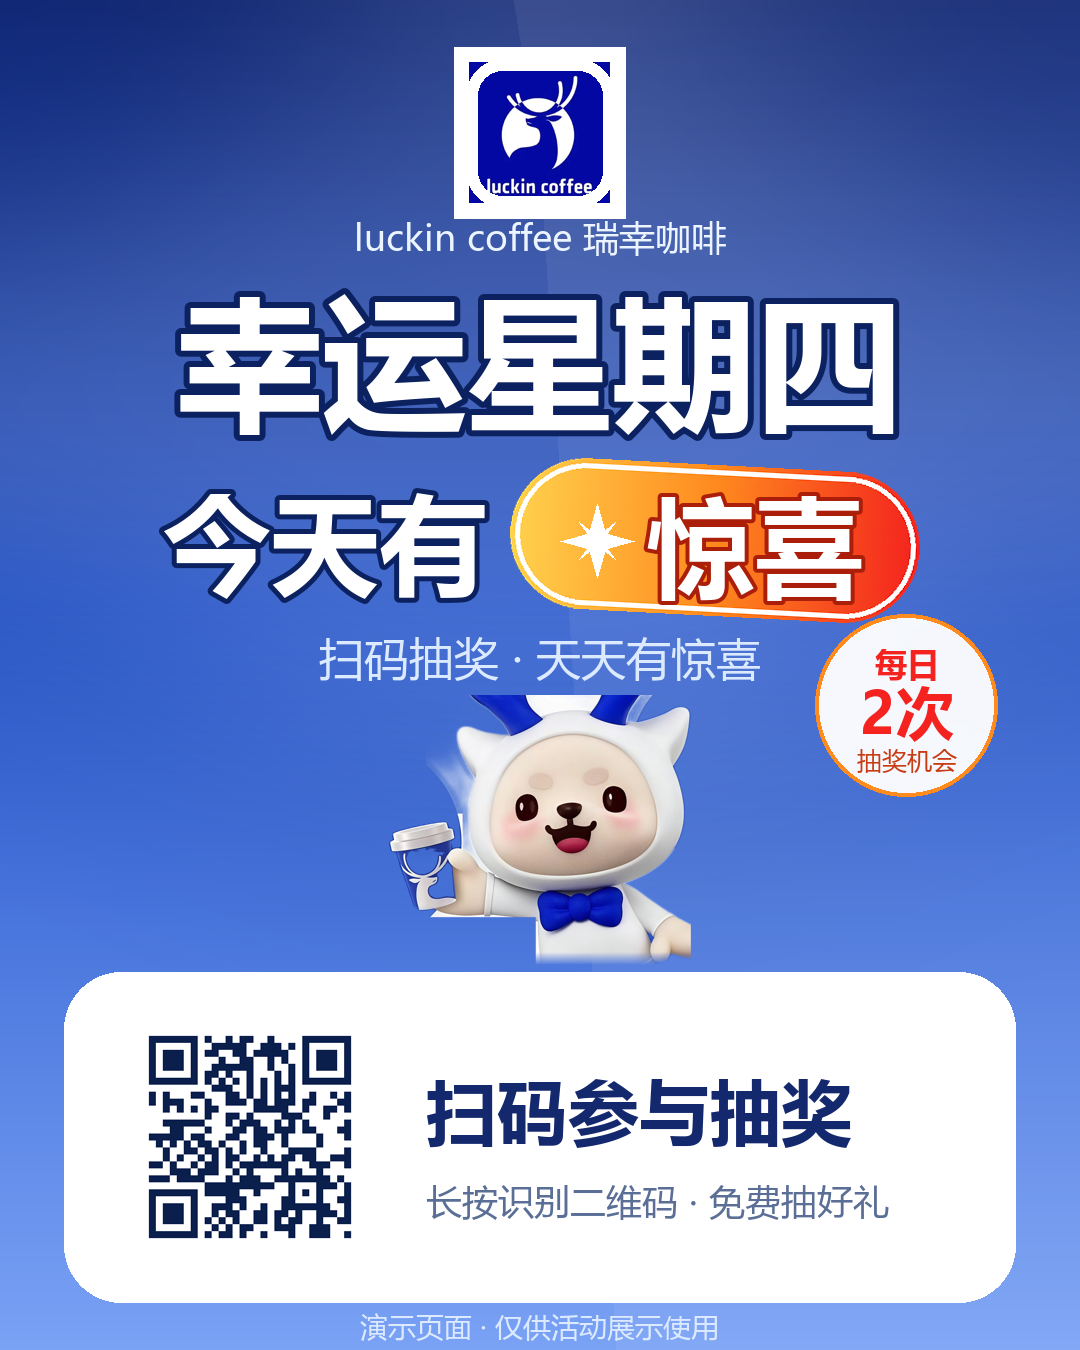 luckin coffee
luckin coffee 瑞幸咖啡
幸运星期四
今天有 惊喜
扫码抽奖 · 天天有惊喜
每日
2次
抽奖机会
扫码参与抽奖
长按识别二维码 · 免费抽好礼
演示页面 · 仅供活动展示使用